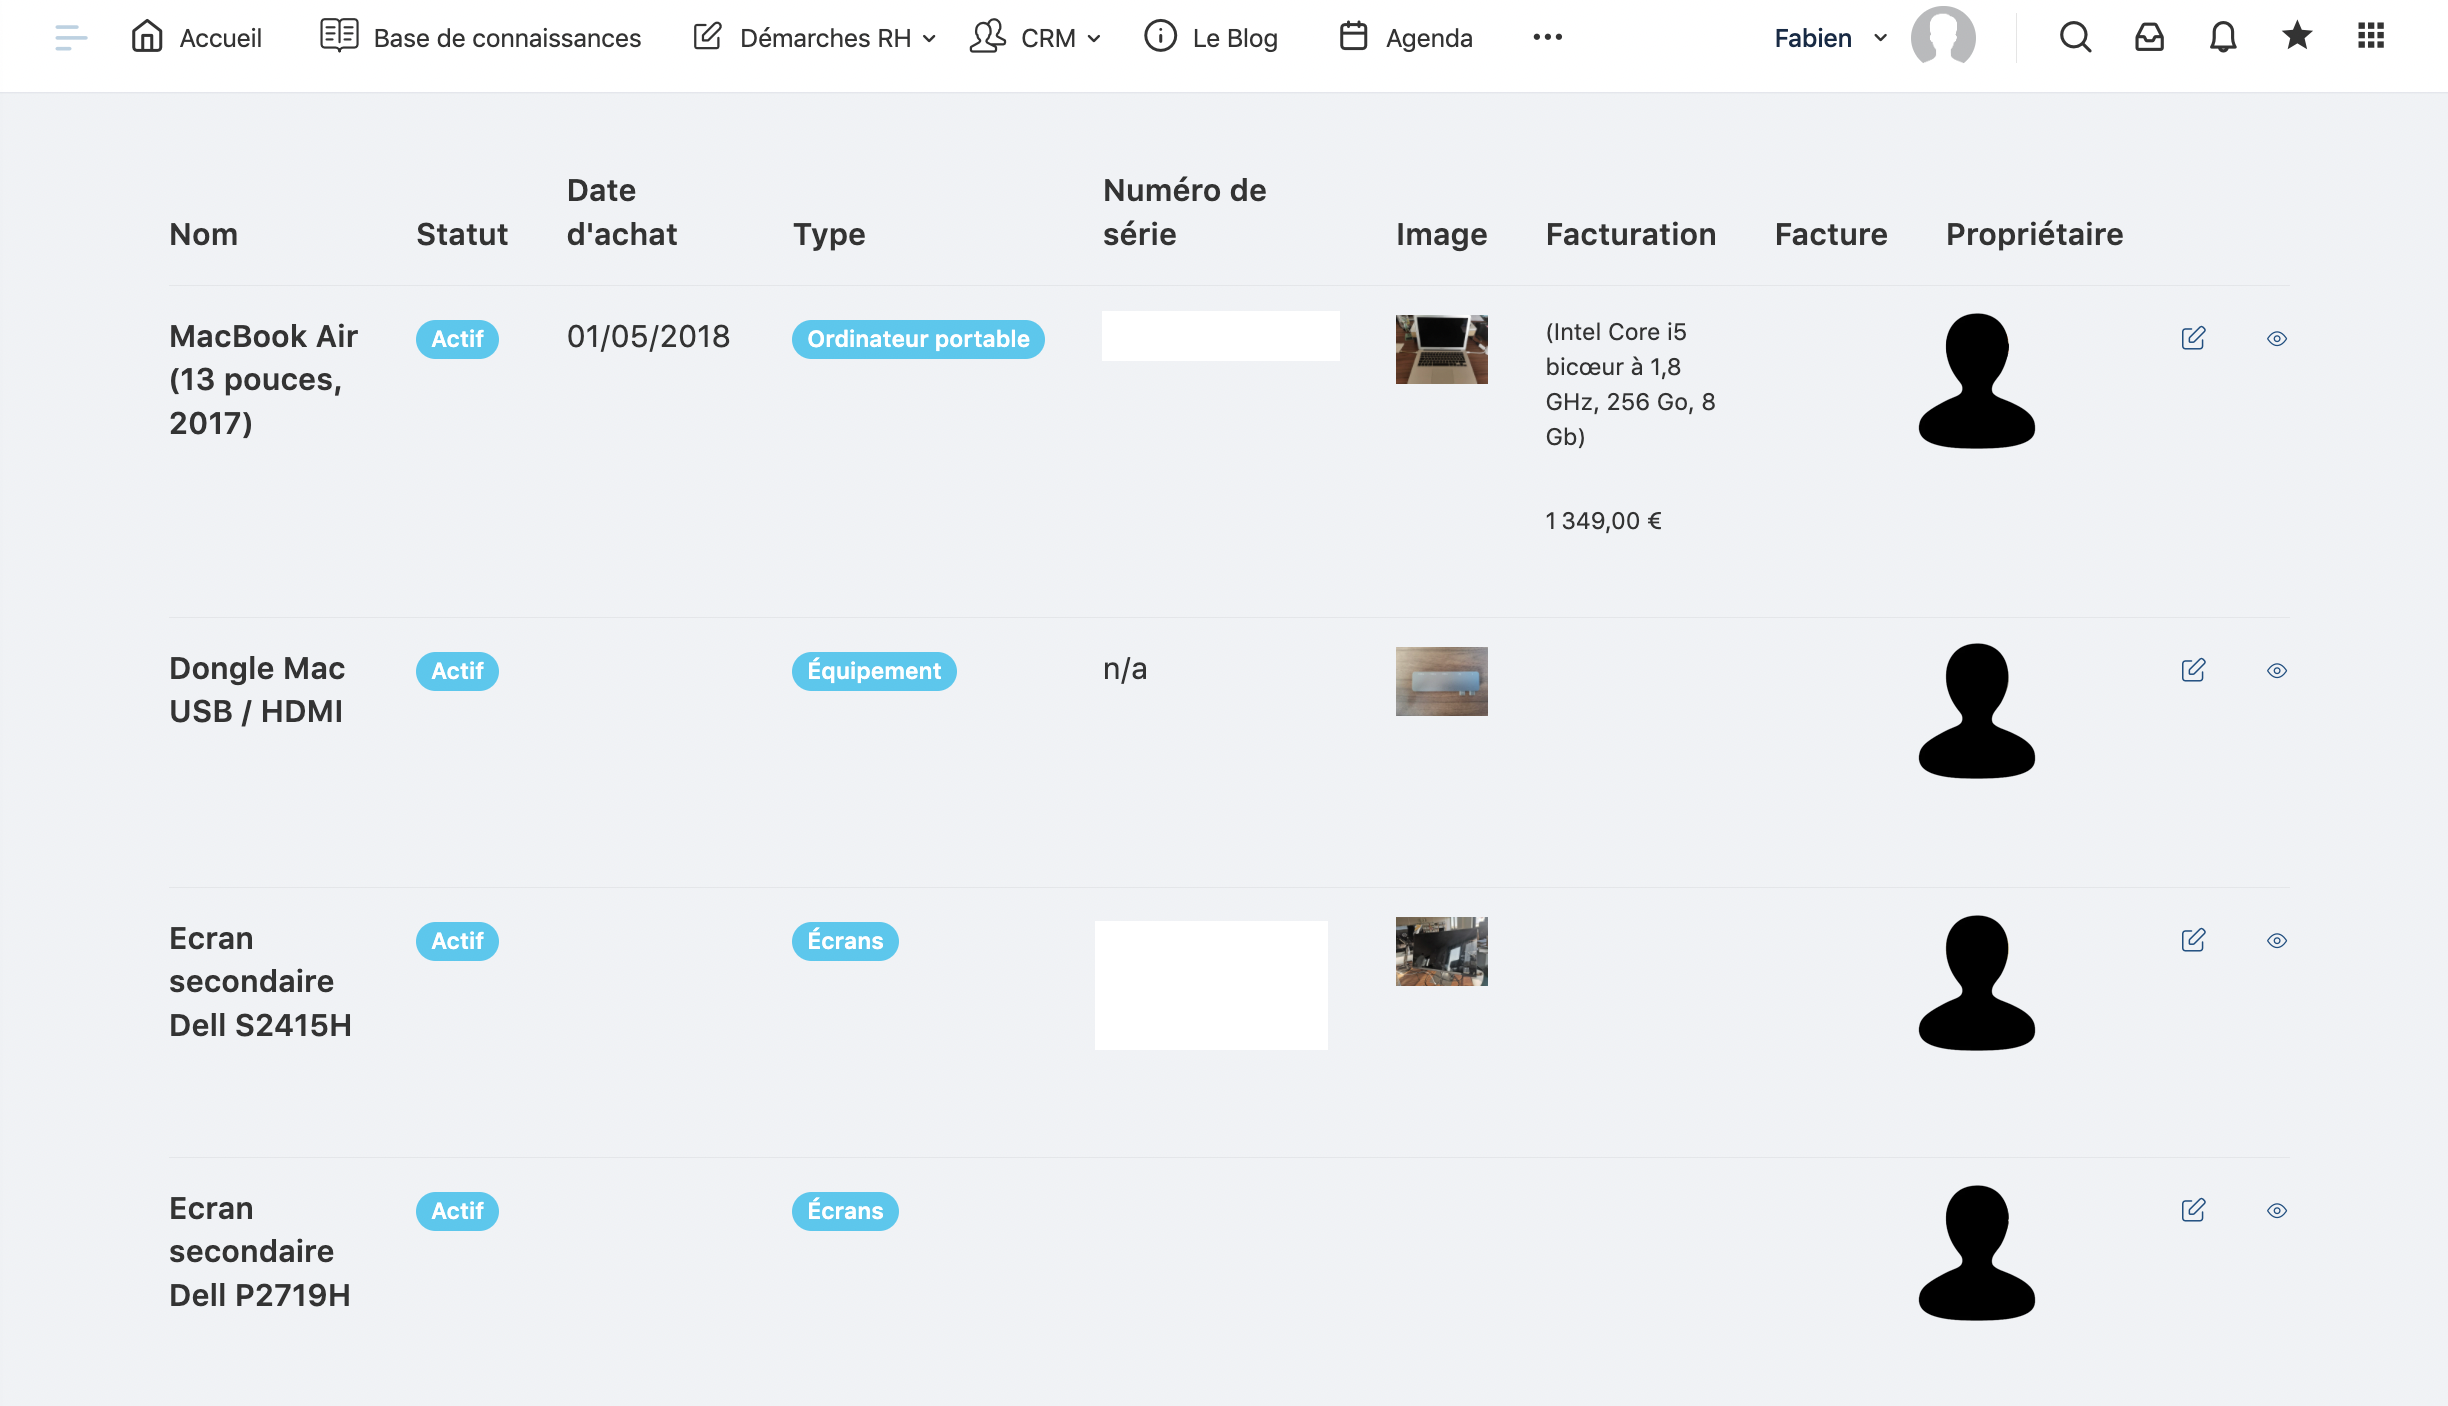 Accueil Base de connaissances Démarches RH CRM Le Blog Agenda Fabien
Nom Statut Date d'achat Type Numéro de série Image Facturation Facture Propriétaire
MacBook Air
(13 pouces,
2017)
Actif
01/05/2018
Ordinateur portable
(Intel Core i5
bicœur à 1,8
GHz, 256 Go, 8
Gb)
1 349,00 €
Dongle Mac
USB / HDMI
Actif
Équipement
n/a
Ecran
secondaire
Dell S2415H
Actif
Écrans
Ecran
secondaire
Dell P2719H
Actif
Écrans